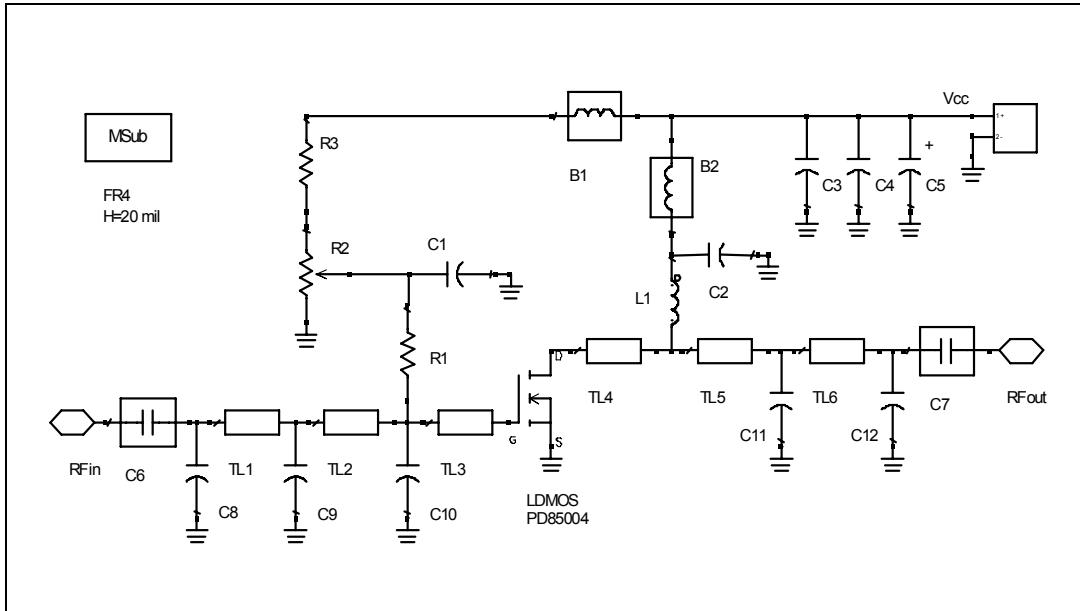 Vcc
1+
2-
MSub
FR4
H=20 mil
R3
B1
B2
C3
C4
+
C5
R2
C1
C2
L1
R1
D
G
S
TL4
TL5
TL6
C7
RFout
C11
C12
RFin
C6
TL1
TL2
TL3
C8
C9
C10
LDMOS
PD85004